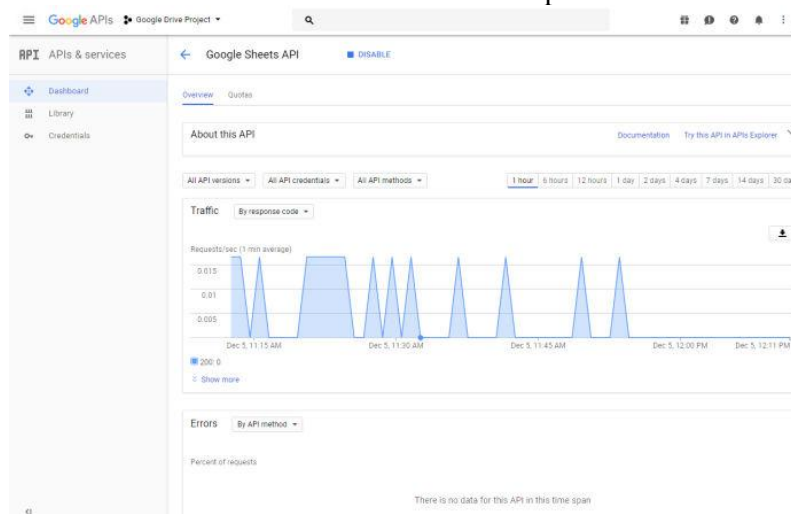 Google APIs Google Drive Project
API APIs & services
Google Sheets API DISABLE
Dashboard
Library
Credentials
Overview Quotas
About this API Documentation Try this API in APIs Explorer
All API versions All API credentials All API methods 1 hour 6 hours 12 hours 1 day 2 days 4 days 7 days 14 days 30 da
Traffic By response code
Requests/sec (1 min average)
0.015
0.01
0.005
Dec 5, 11:15 AM Dec 5, 11:30 AM Dec 5, 11:45 AM Dec 5, 12:00 PM Dec 5, 12:11 PM
200: 0
Show more
Errors By API method
Percent of requests
There is no data for this API in this time span